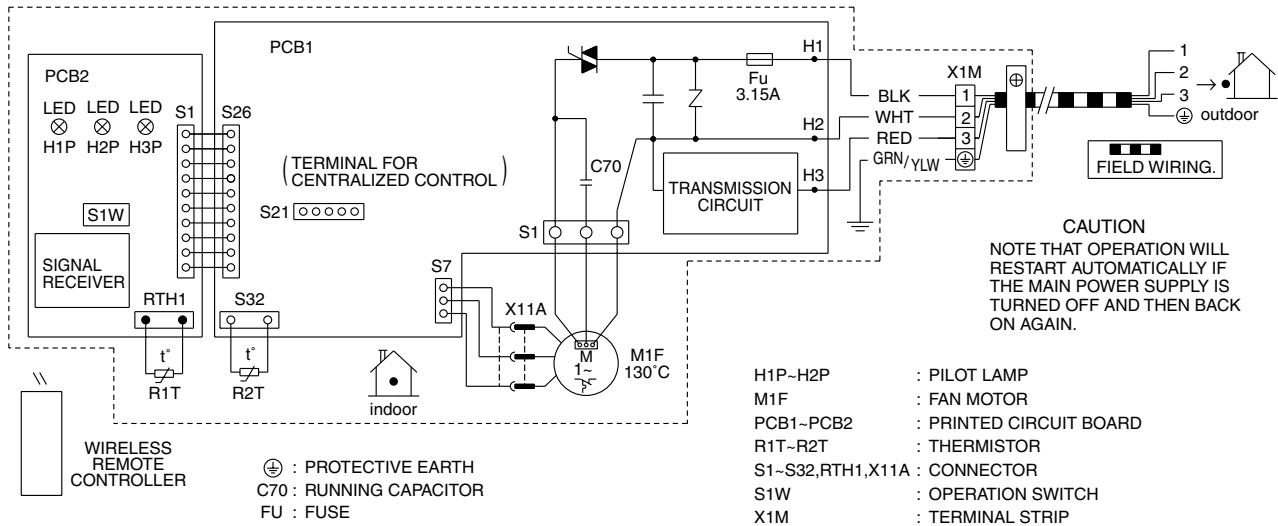 PCB1
H1
1
Fu
3.15A
X1M
2
PCB2
BLK
1
3
LED LED LED
S1 S26
H2
WHT
2
outdoor
H1P H2P H3P
RED
3
GRN/YLW
FIELD WIRING.
(TERMINAL FOR
CENTRALIZED CONTROL)
C70
TRANSMISSION
CIRCUIT
H3
S21
S1W
S1
CAUTION
NOTE THAT OPERATION WILL
RESTART AUTOMATICALLY IF
THE MAIN POWER SUPPLY IS
TURNED OFF AND THEN BACK
ON AGAIN.
SIGNAL
RECEIVER
S7
RTH1 S32
X11A
t° t°
R1T R2T
M
1~
M1F
130°C
indoor
WIRELESS
REMOTE
CONTROLLER
: PROTECTIVE EARTH
C70 : RUNNING CAPACITOR
FU : FUSE
H1P~H2P : PILOT LAMP
M1F : FAN MOTOR
PCB1~PCB2 : PRINTED CIRCUIT BOARD
R1T~R2T : THERMISTOR
S1~S32,RTH1,X11A : CONNECTOR
S1W : OPERATION SWITCH
X1M : TERMINAL STRIP